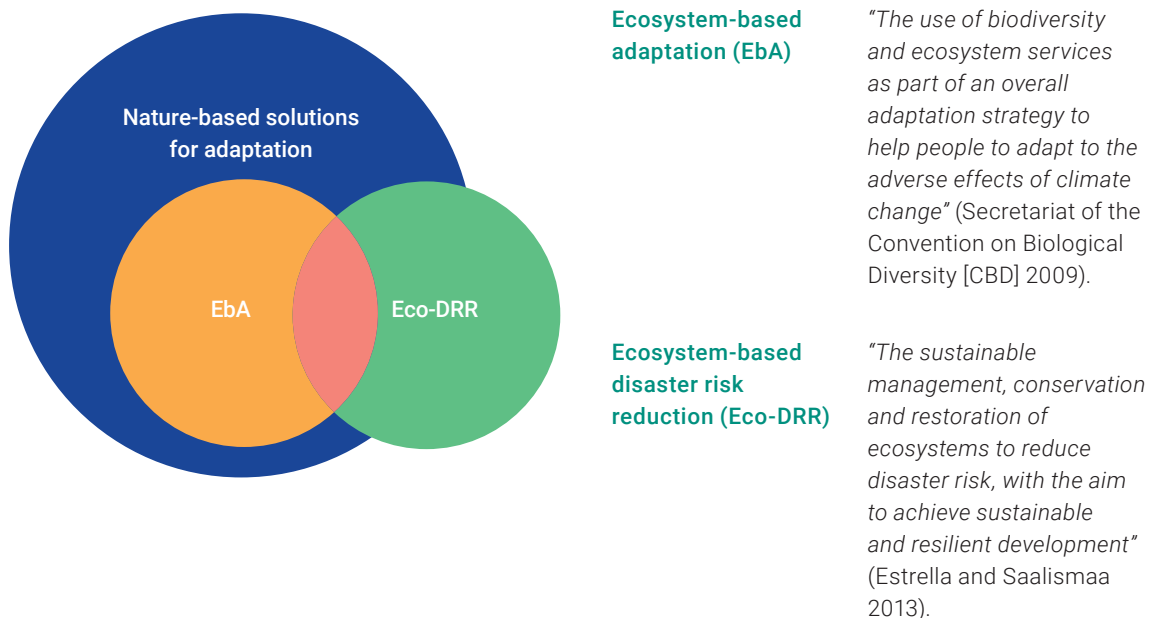 Nature-based solutions
for adaptation
EbA
Eco-DRR
Ecosystem-based
adaptation (EbA)
“The use of biodiversity
and ecosystem services
as part of an overall
adaptation strategy to
help people to adapt to the
adverse effects of climate
change” (Secretariat of the
Convention on Biological
Diversity [CBD] 2009).
Ecosystem-based
disaster risk
reduction (Eco-DRR)
“The sustainable
management, conservation
and restoration of
ecosystems to reduce
disaster risk, with the aim
to achieve sustainable
and resilient development”
(Estrella and Saalismaa
2013).